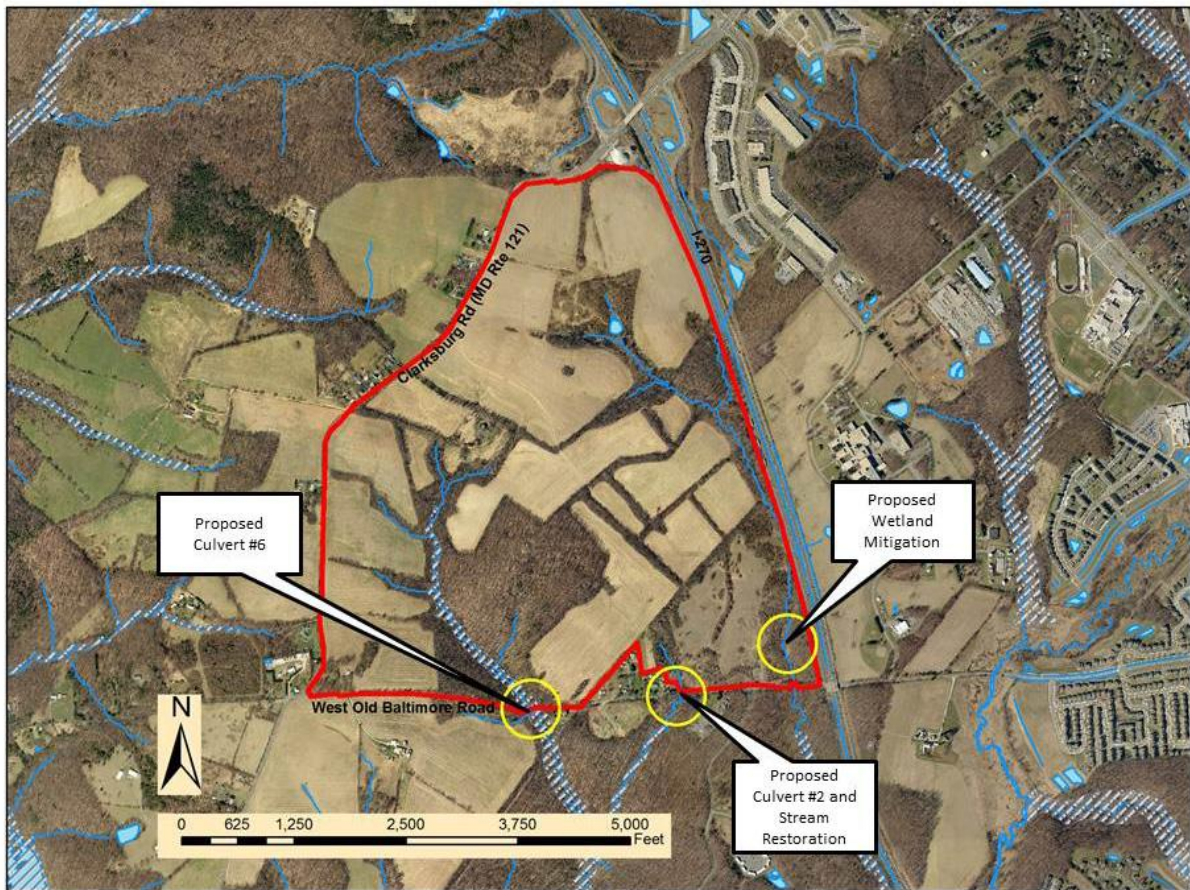 I-270
Clarksburg Rd (MD Rte 121)
Proposed
Culvert #6
Proposed
Wetland
Mitigation
West Old Baltimore Road
Proposed
Culvert #2 and
Stream
Restoration
N
0 625 1,250 2,500 3,750 5,000
Feet